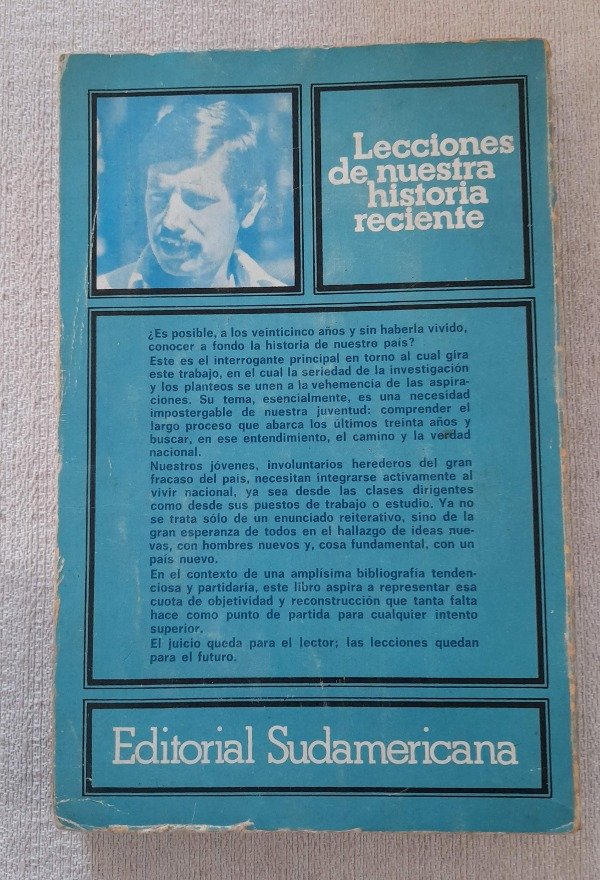 Lecciones
de nuestra
historia
reciente
¿Es posible, a los veinticinco años y sin haberla vivido,
conocer a fondo la historia de nuestro país?
Este es el interrogante principal en torno al cual gira
este trabajo, en el cual la seriedad de la investigación
y los planteos se unen a la vehemencia de las aspira-
ciones. Su tema, esencialmente, es una necesidad
impostergable de nuestra juventud: comprender el
largo proceso que abarca los últimos treinta años y
buscar, en ese entendimiento, el camino y la verdad
nacional.
Nuestros jóvenes, involuntarios herederos del gran
fracaso del país, necesitan integrarse activamente al
vivir nacional, ya sea desde las clases dirigentes
como desde sus puestos de trabajo o estudio. Ya no
se trata sólo de un enunciado reiterativo, sino de la
gran esperanza de todos en el hallazgo de ideas nue-
vas, con hombres nuevos y, cosa fundamental, con un
país nuevo.
En el contexto de una amplísima bibliografía tenden-
ciosa y partidaria, este libro aspira a representar esa
cuota de objetividad y reconstrucción que tanta falta
hace como punto de partida para cualquier intento
superior.
El juicio queda para el lector; las lecciones quedan
para el futuro.
Editorial Sudamericana